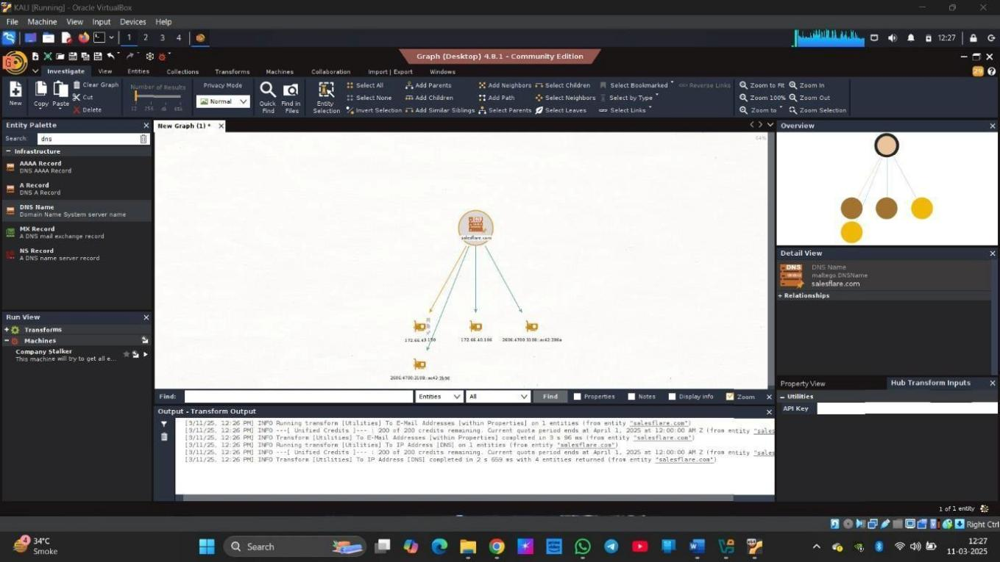 KALI [Running] - Oracle VirtualBox
File Machine View Input Devices Help
1 2 3 4
12:27
Graph (Desktop) 4.8.1 - Community Edition
Investigate View Entities Collections Transforms Machines Collaboration Import | Export Windows
29
New
Copy Paste
Clear Graph
Cut
Delete
Number of Results
12 256 4k 65k
Privacy Mode
Normal
Quick Find
Find in Files
Entity Selection
Select All
Select None
Invert Selection
Add Parents
Add Children
Add Similar Siblings
Add Neighbors
Add Path
Select Parents
Select Children
Select Neighbors
Select Leaves
Select Bookmarked
Select by Type
Select Links
Reverse Links
Zoom to Fit
Zoom 100%
Zoom to
Zoom In
Zoom Out
Zoom Selection
Entity Palette
Search: dns
Infrastructure
AAAA Record
DNS AAAA Record
A Record
DNS A Record
DNS Name
Domain Name System server name
MX Record
A DNS mail exchange record
NS Record
A DNS name server record
Run View
Transforms
Machines
Company Stalker
This machine will try to get all e...
New Graph (1) *
64%
DNS
salesflare.com
172.66.43.150
172.66.40.106
2606:4700:3108::ac42:286a
2606:4700:3108::ac42:2b96
Find: Entities All Find Properties Notes Display info Zoom
Output - Transform Output
[3/11/25, 12:26 PM] INFO Running transform [Utilities] To E-Mail Addresses [within Properties] on 1 entities (from entity "salesflare.com")
[3/11/25, 12:26 PM] INFO ---[ Unified Credits ]--- : 200 of 200 credits remaining. Current quota period ends at April 1, 2025 at 12:00:00 AM Z (from entity "sales
[3/11/25, 12:26 PM] INFO Transform [Utilities] To E-Mail Addresses [within Properties] completed in 3 s 96 ms (from entity "salesflare.com")
[3/11/25, 12:26 PM] INFO Running transform [Utilities] To IP Address [DNS] on 1 entities (from entity "salesflare.com")
[3/11/25, 12:26 PM] INFO ---[ Unified Credits ]--- : 200 of 200 credits remaining. Current quota period ends at April 1, 2025 at 12:00:00 AM Z (from entity "sales
[3/11/25, 12:26 PM] INFO Transform [Utilities] To IP Address [DNS] completed in 2 s 659 ms with 4 entities returned (from entity "salesflare.com")
Overview
Detail View
DNS
DNS Name
maltego.DNSName
salesflare.com
Relationships
Property View Hub Transform Inputs
Utilities
API Key
1 of 1 entity
Right Ctrl
4
34°C
Smoke
Search
12:27
11-03-2025